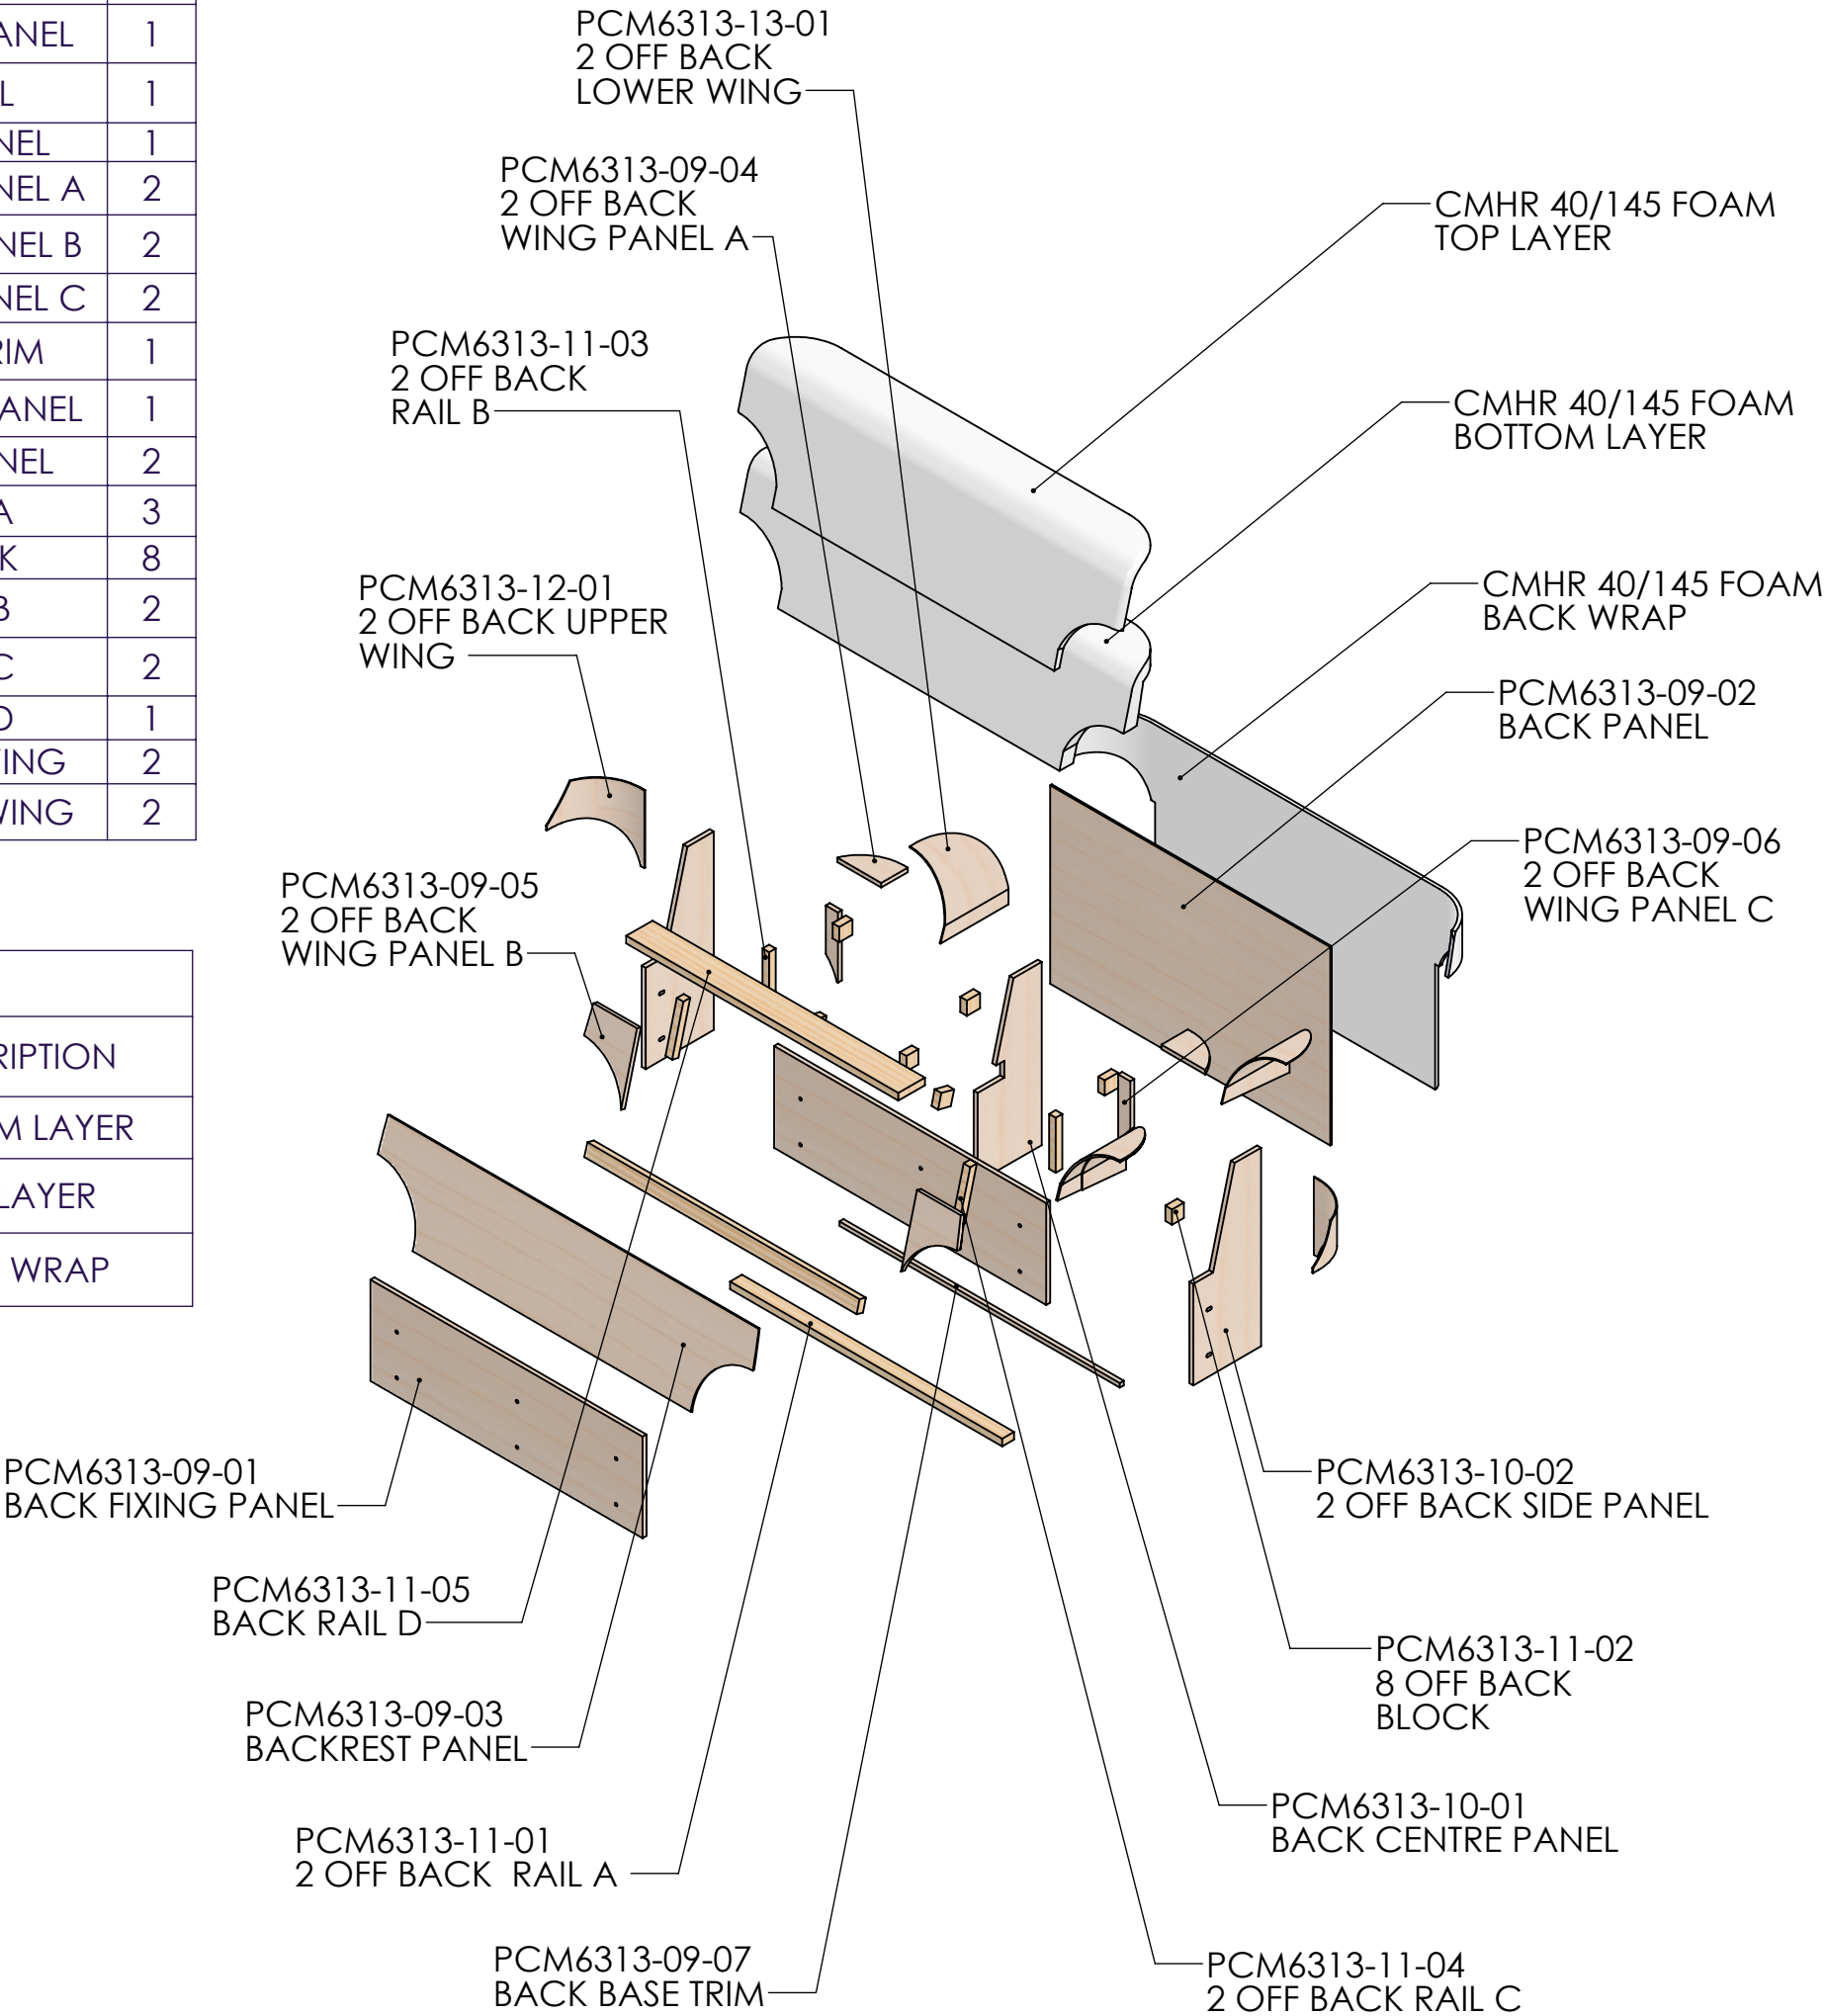 ANEL 1
L 1
NEL 1
NEL A 2
NEL B 2
NEL C 2
RIM 1
ANEL 1
NEL 2
A 3
K 8
B 2
C 2
D 1
ING 2
WING 2
RIPTION
M LAYER
LAYER
WRAP
PCM6313-13-01
2 OFF BACK
LOWER WING
PCM6313-09-04
2 OFF BACK
WING PANEL A
CMHR 40/145 FOAM
TOP LAYER
PCM6313-11-03
2 OFF BACK
RAIL B
CMHR 40/145 FOAM
BOTTOM LAYER
PCM6313-12-01
2 OFF BACK UPPER
WING
CMHR 40/145 FOAM
BACK WRAP
PCM6313-09-02
BACK PANEL
PCM6313-09-06
2 OFF BACK
WING PANEL C
PCM6313-09-05
2 OFF BACK
WING PANEL B
PCM6313-09-01
BACK FIXING PANEL
PCM6313-10-02
2 OFF BACK SIDE PANEL
PCM6313-11-05
BACK RAIL D
PCM6313-11-02
8 OFF BACK
BLOCK
PCM6313-09-03
BACKREST PANEL
PCM6313-10-01
BACK CENTRE PANEL
PCM6313-11-01
2 OFF BACK  RAIL A
PCM6313-09-07
BACK BASE TRIM
PCM6313-11-04
2 OFF BACK RAIL C